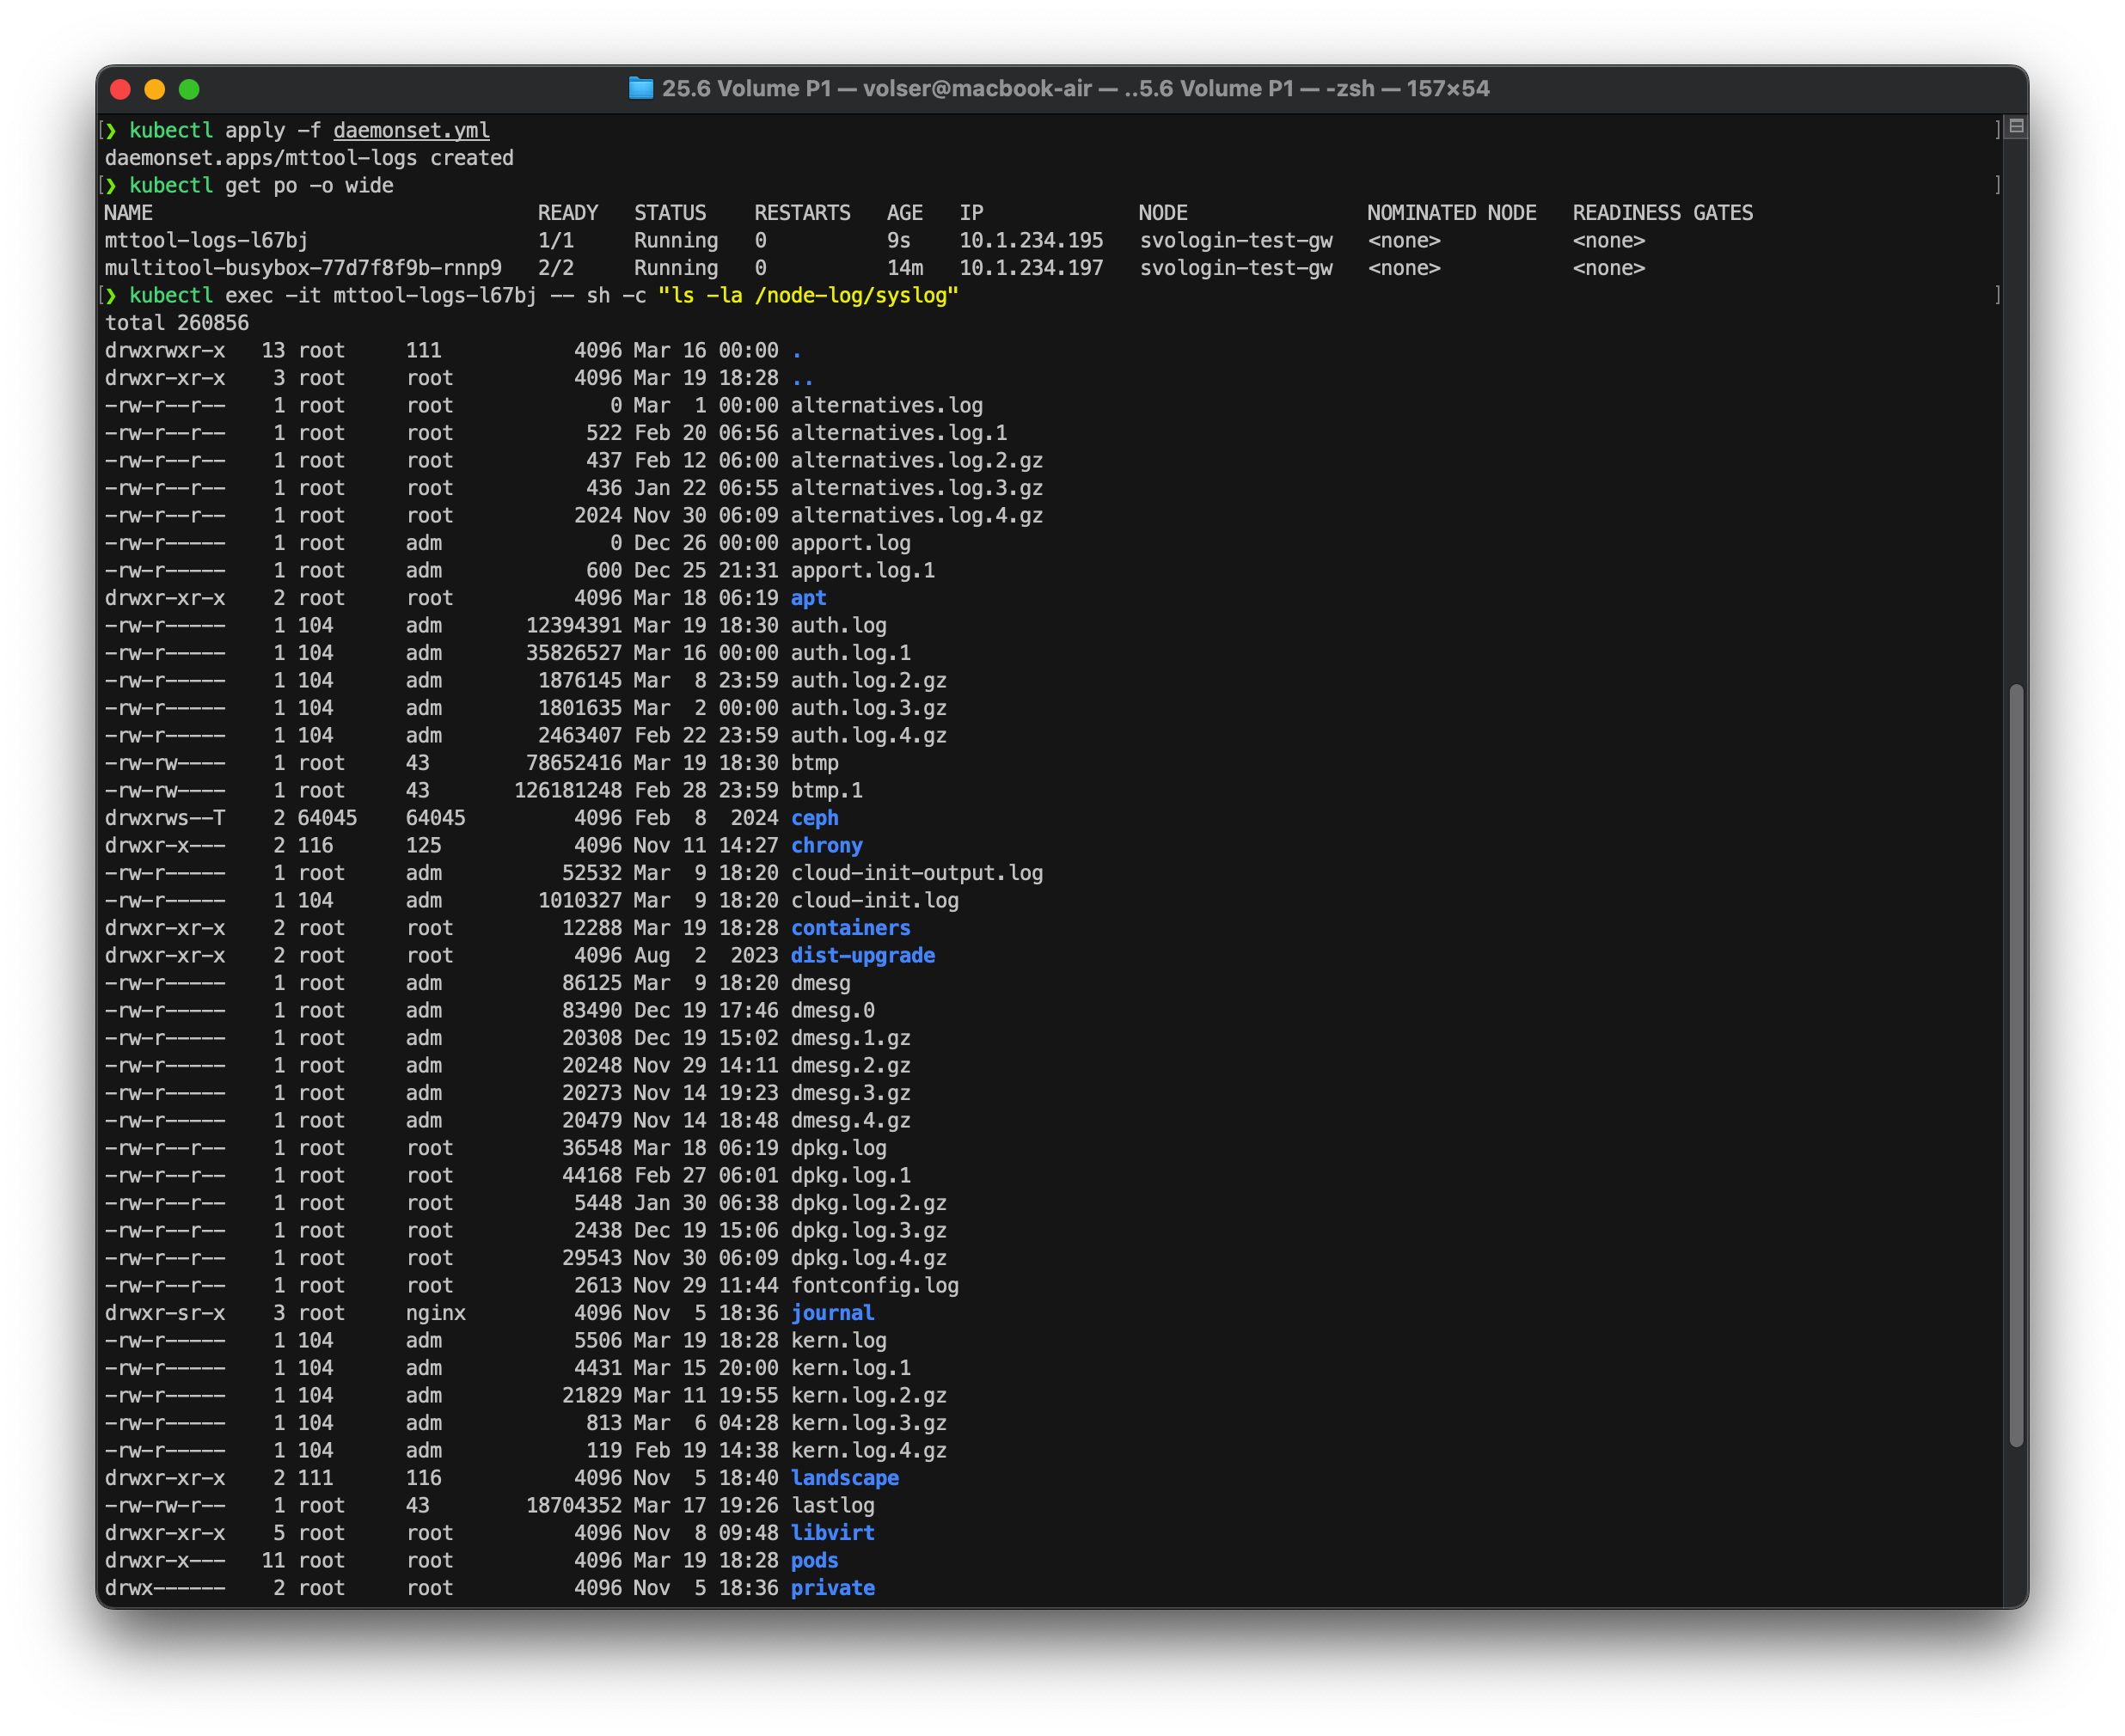 25.6 Volume P1 — volser@macbook-air — ..5.6 Volume P1 — -zsh — 157×54
[❯ kubectl apply -f daemonset.yml ]
daemonset.apps/mttool-logs created
[❯ kubectl get po -o wide ]
NAME READY STATUS RESTARTS AGE IP NODE NOMINATED NODE READINESS GATES
mttool-logs-l67bj 1/1 Running 0 9s 10.1.234.195 svologin-test-gw <none> <none>
multitool-busybox-77d7f8f9b-rnnp9 2/2 Running 0 14m 10.1.234.197 svologin-test-gw <none> <none>
[❯ kubectl exec -it mttool-logs-l67bj -- sh -c "ls -la /node-log/syslog" ]
total 260856
drwxrwxr-x 13 root 111 4096 Mar 16 00:00 .
drwxr-xr-x 3 root root 4096 Mar 19 18:28 ..
-rw-r--r-- 1 root root 0 Mar 1 00:00 alternatives.log
-rw-r--r-- 1 root root 522 Feb 20 06:56 alternatives.log.1
-rw-r--r-- 1 root root 437 Feb 12 06:00 alternatives.log.2.gz
-rw-r--r-- 1 root root 436 Jan 22 06:55 alternatives.log.3.gz
-rw-r--r-- 1 root root 2024 Nov 30 06:09 alternatives.log.4.gz
-rw-r----- 1 root adm 0 Dec 26 00:00 apport.log
-rw-r----- 1 root adm 600 Dec 25 21:31 apport.log.1
drwxr-xr-x 2 root root 4096 Mar 18 06:19 apt
-rw-r----- 1 104 adm 12394391 Mar 19 18:30 auth.log
-rw-r----- 1 104 adm 35826527 Mar 16 00:00 auth.log.1
-rw-r----- 1 104 adm 1876145 Mar 8 23:59 auth.log.2.gz
-rw-r----- 1 104 adm 1801635 Mar 2 00:00 auth.log.3.gz
-rw-r----- 1 104 adm 2463407 Feb 22 23:59 auth.log.4.gz
-rw-rw---- 1 root 43 78652416 Mar 19 18:30 btmp
-rw-rw---- 1 root 43 126181248 Feb 28 23:59 btmp.1
drwxrws--T 2 64045 64045 4096 Feb 8 2024 ceph
drwxr-x--- 2 116 125 4096 Nov 11 14:27 chrony
-rw-r----- 1 root adm 52532 Mar 9 18:20 cloud-init-output.log
-rw-r----- 1 104 adm 1010327 Mar 9 18:20 cloud-init.log
drwxr-xr-x 2 root root 12288 Mar 19 18:28 containers
drwxr-xr-x 2 root root 4096 Aug 2 2023 dist-upgrade
-rw-r----- 1 root adm 86125 Mar 9 18:20 dmesg
-rw-r----- 1 root adm 83490 Dec 19 17:46 dmesg.0
-rw-r----- 1 root adm 20308 Dec 19 15:02 dmesg.1.gz
-rw-r----- 1 root adm 20248 Nov 29 14:11 dmesg.2.gz
-rw-r----- 1 root adm 20273 Nov 14 19:23 dmesg.3.gz
-rw-r----- 1 root adm 20479 Nov 14 18:48 dmesg.4.gz
-rw-r--r-- 1 root root 36548 Mar 18 06:19 dpkg.log
-rw-r--r-- 1 root root 44168 Feb 27 06:01 dpkg.log.1
-rw-r--r-- 1 root root 5448 Jan 30 06:38 dpkg.log.2.gz
-rw-r--r-- 1 root root 2438 Dec 19 15:06 dpkg.log.3.gz
-rw-r--r-- 1 root root 29543 Nov 30 06:09 dpkg.log.4.gz
-rw-r--r-- 1 root root 2613 Nov 29 11:44 fontconfig.log
drwxr-sr-x 3 root nginx 4096 Nov 5 18:36 journal
-rw-r----- 1 104 adm 5506 Mar 19 18:28 kern.log
-rw-r----- 1 104 adm 4431 Mar 15 20:00 kern.log.1
-rw-r----- 1 104 adm 21829 Mar 11 19:55 kern.log.2.gz
-rw-r----- 1 104 adm 813 Mar 6 04:28 kern.log.3.gz
-rw-r----- 1 104 adm 119 Feb 19 14:38 kern.log.4.gz
drwxr-xr-x 2 111 116 4096 Nov 5 18:40 landscape
-rw-rw-r-- 1 root 43 18704352 Mar 17 19:26 lastlog
drwxr-xr-x 5 root root 4096 Nov 8 09:48 libvirt
drwxr-x--- 11 root root 4096 Mar 19 18:28 pods
drwx------ 2 root root 4096 Nov 5 18:36 private